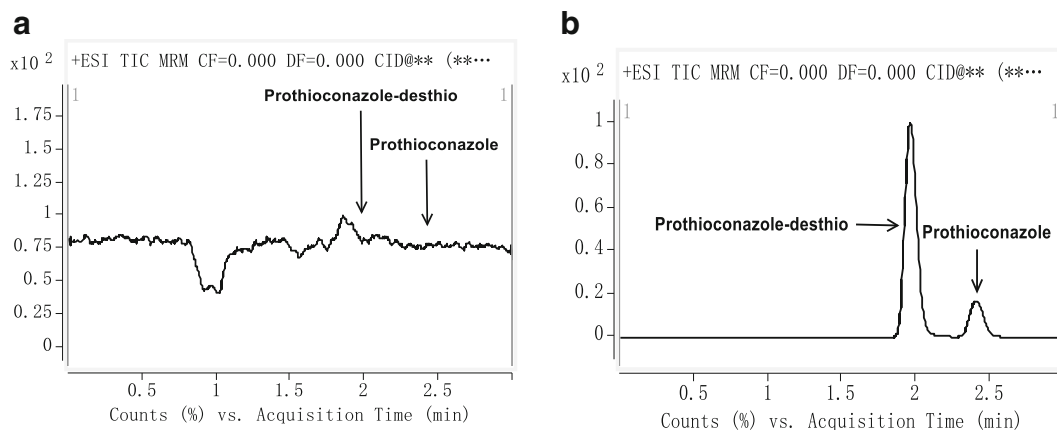 a
x10 2
+ESI TIC MRM CF=0.000 DF=0.000 CID@** (**…
1
1
Prothioconazole-desthio
Prothioconazole
1.75
1.5
1.25
1
0.75
0.5
0.25
0
0.5 1 1.5 2 2.5
Counts (%) vs. Acquisition Time (min)
b
x10 2
+ESI TIC MRM CF=0.000 DF=0.000 CID@** (**…
1
1
Prothioconazole-desthio
Prothioconazole
1
0.8
0.6
0.4
0.2
0
0.5 1 1.5 2 2.5
Counts (%) vs. Acquisition Time (min)